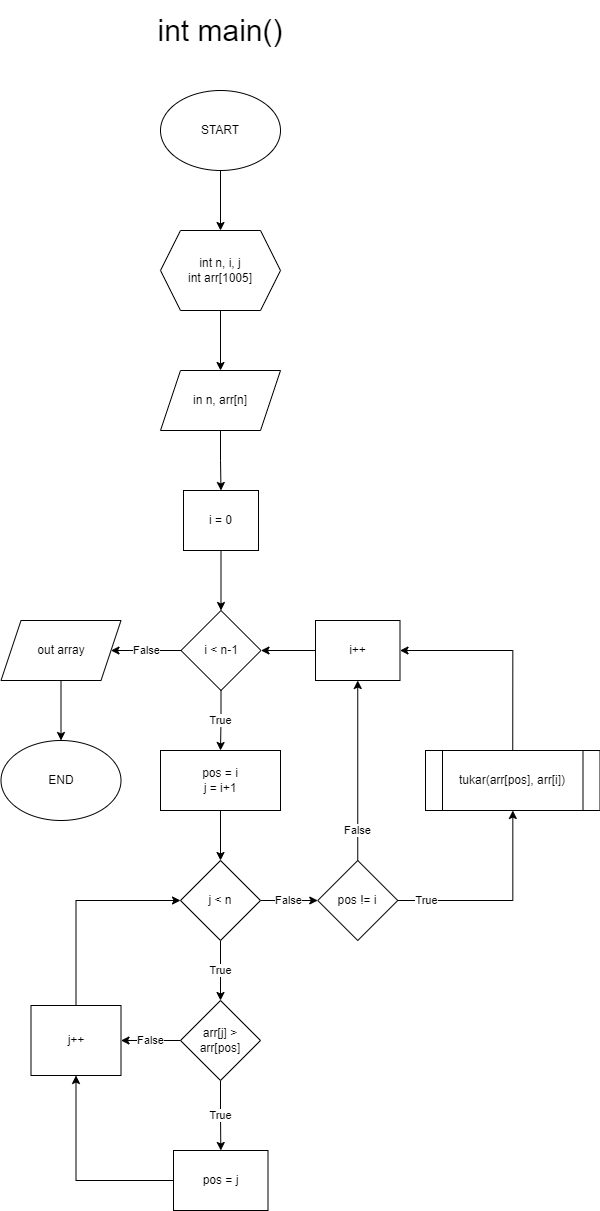 int main()
START
int n, i, j
int arr[1005]
in n, arr[n]
i = 0
out array
False
i < n-1
i++
True
END
pos = i
j = i+1
tukar(arr[pos], arr[i])
False
j < n
False
pos != i
True
True
j++
False
arr[j] >
arr[pos]
True
pos = j